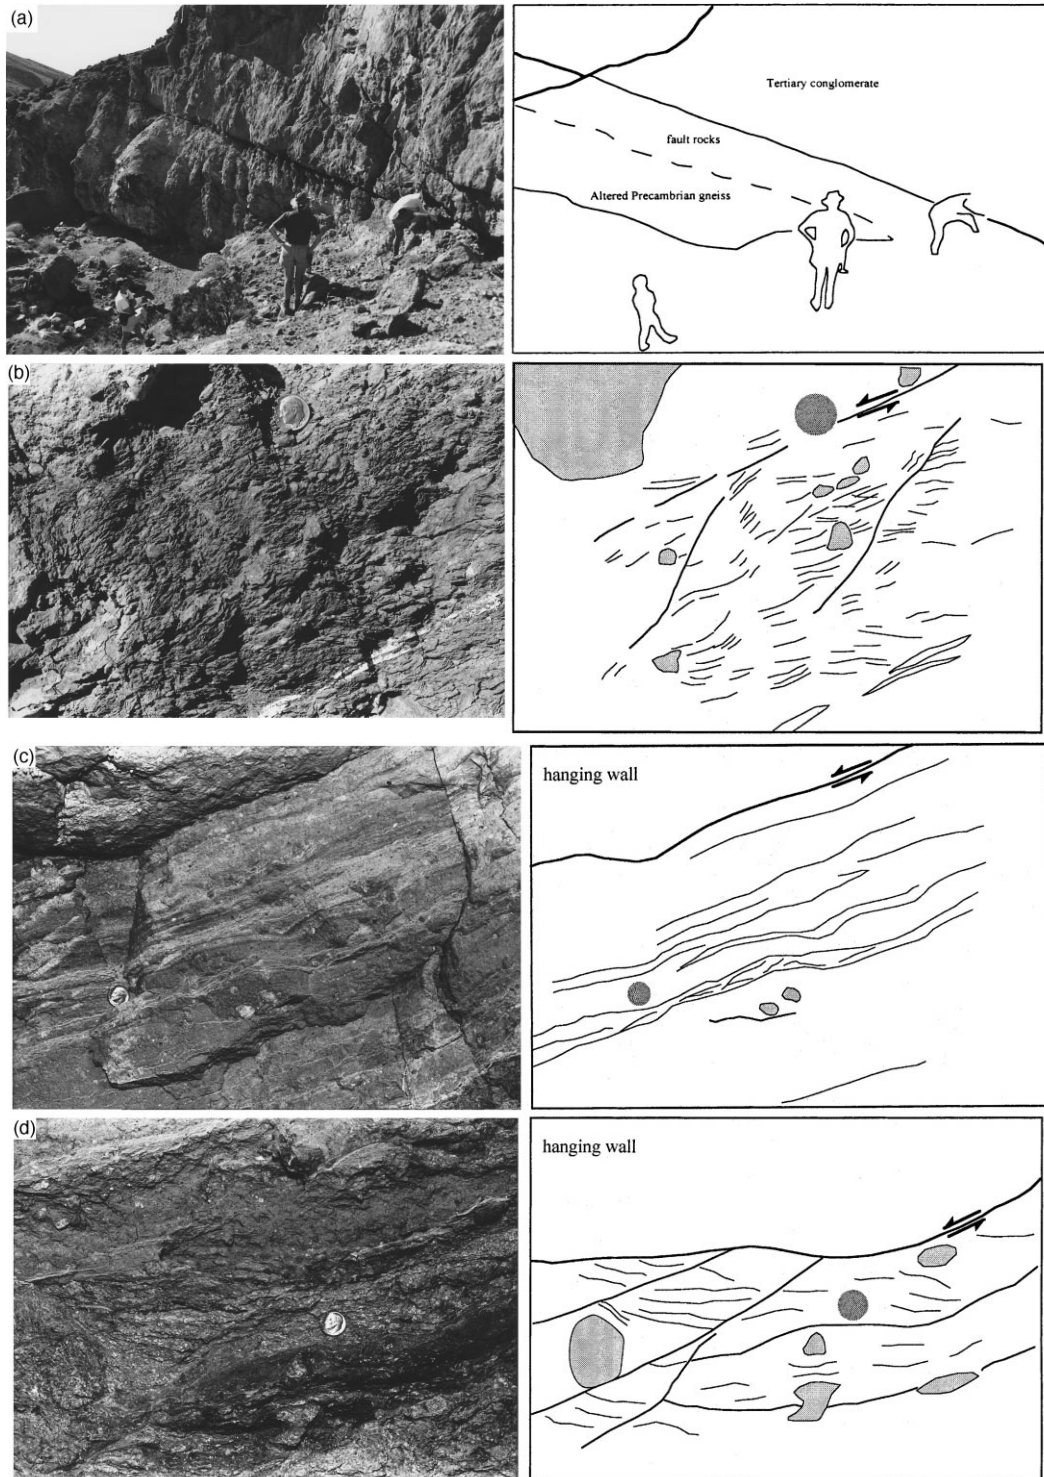 (a)
Tertiary conglomerate
fault rocks
Altered Precambrian gneiss
(b)
(c)
hanging wall
(d)
hanging wall